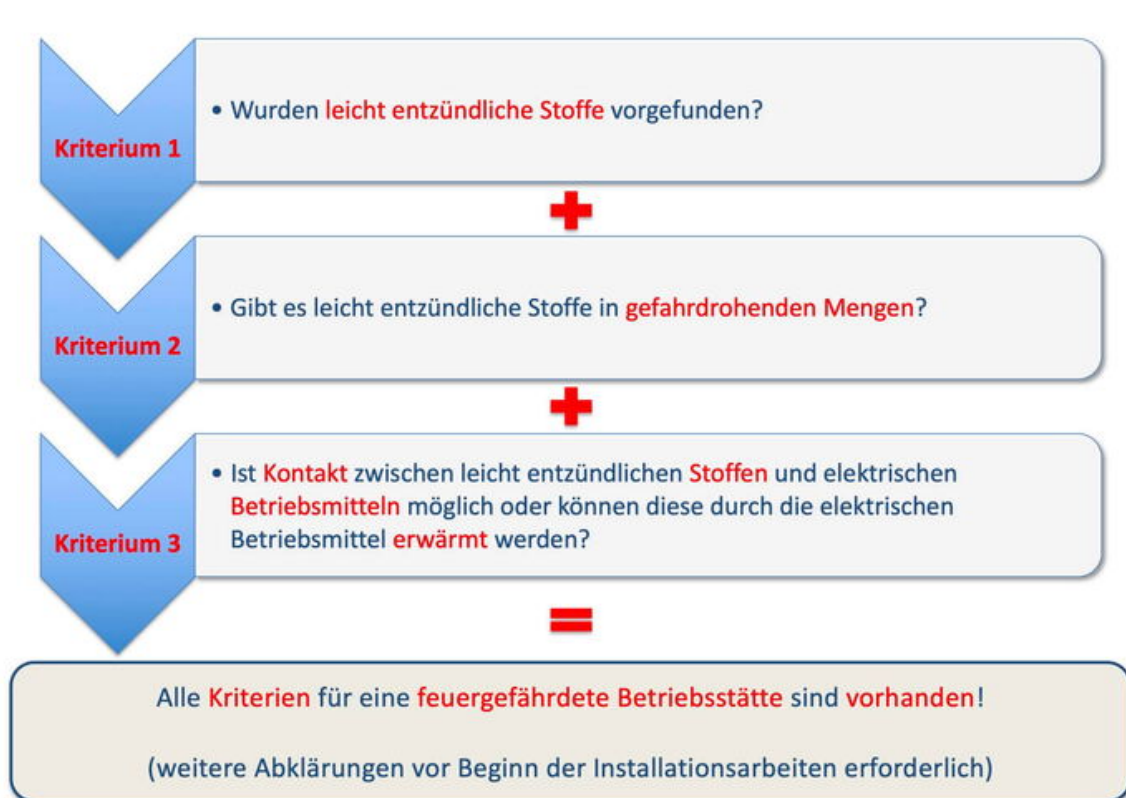 Kriterium 1
• Wurden leicht entzündliche Stoffe vorgefunden?
+
Kriterium 2
• Gibt es leicht entzündliche Stoffe in gefahrdrohenden Mengen?
+
Kriterium 3
• Ist Kontakt zwischen leicht entzündlichen Stoffen und elektrischen
Betriebsmitteln möglich oder können diese durch die elektrischen
Betriebsmittel erwärmt werden?
=
Alle Kriterien für eine feuergefährdete Betriebsstätte sind vorhanden!
(weitere Abklärungen vor Beginn der Installationsarbeiten erforderlich)